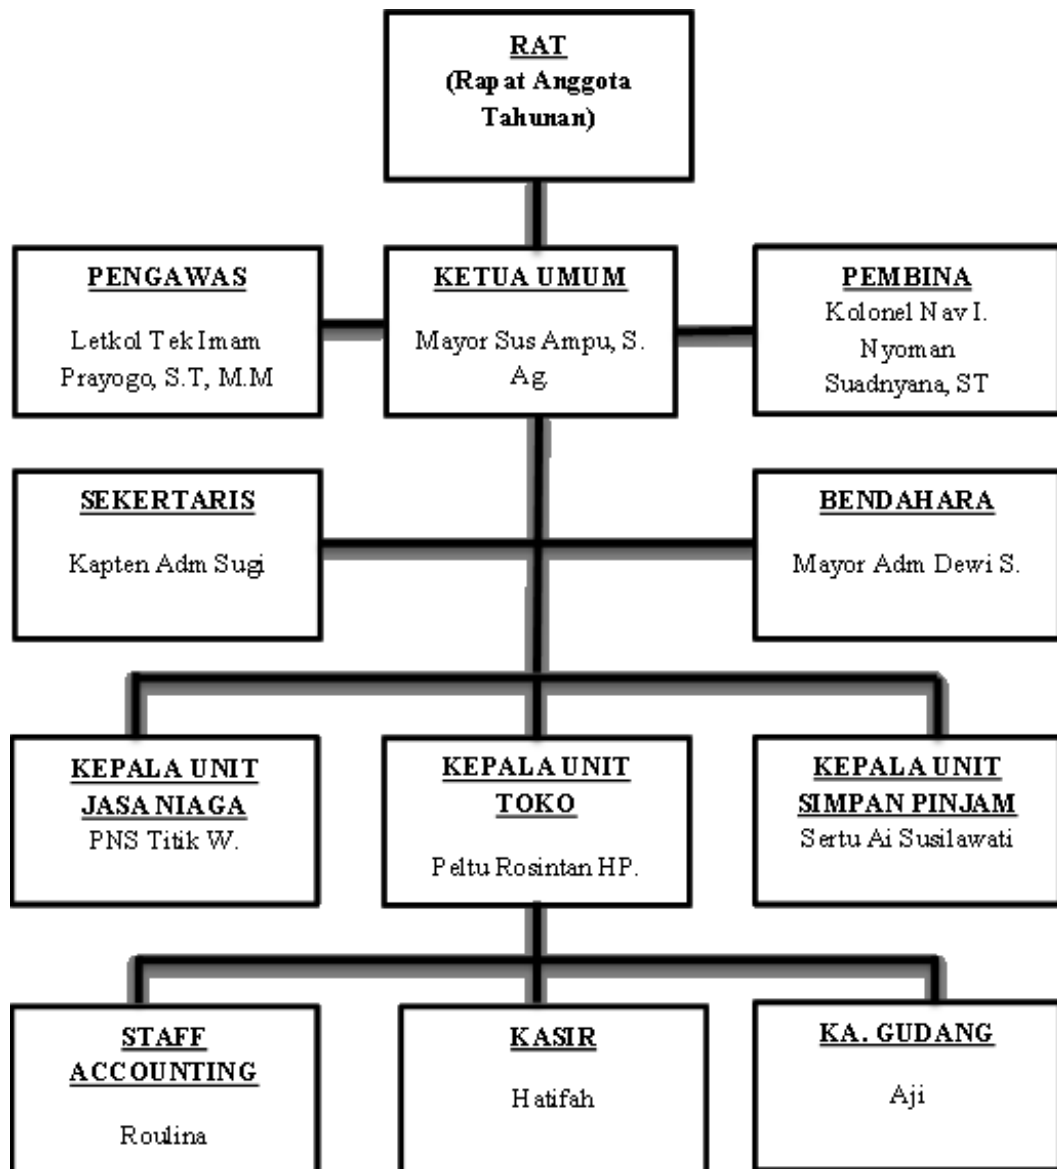 RAT
(Rapat Anggota
Tahunan)
PENGAWAS
Letkol Tek Imam
Prayogo, S.T, M.M
KETUA UMUM
Mayor Sus Ampu, S.
Ag
PEMBINA
Kolonel Nav I.
Nyoman
Suadnyana, ST
SEKERTARIS
Kapten Adm Sugi
BENDAHARA
Mayor Adm Dewi S.
KEPALA UNIT
JASA NIAGA
PNS Titik W.
KEPALA UNIT
TOKO
Peltu Rosintan HP.
KEPALA UNIT
SIMPAN PINJAM
Sertu Ai Susilawati
STAFF
ACCOUNTING
Roulina
KASIR
Hatifah
KA. GUDANG
Aji